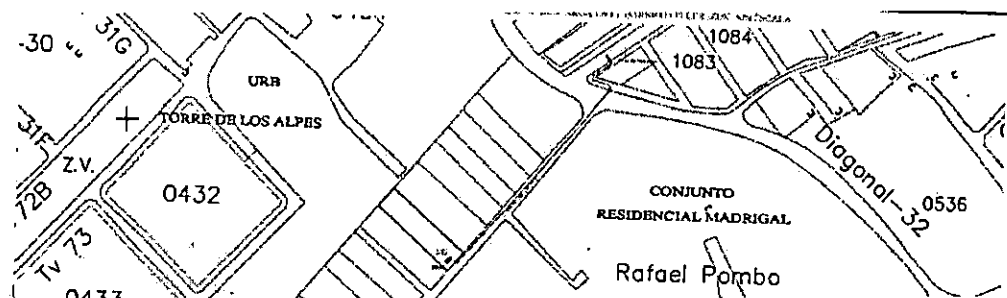 31G
-30
1084
1083
URB
TORRE DE LOS ALPES
31F
Z.V.
72B
0432
Diagonal-32
CONJUNTO
RESIDENCIAL MADRIGAL
0536
Tv 73
Rafael Pombo
0433